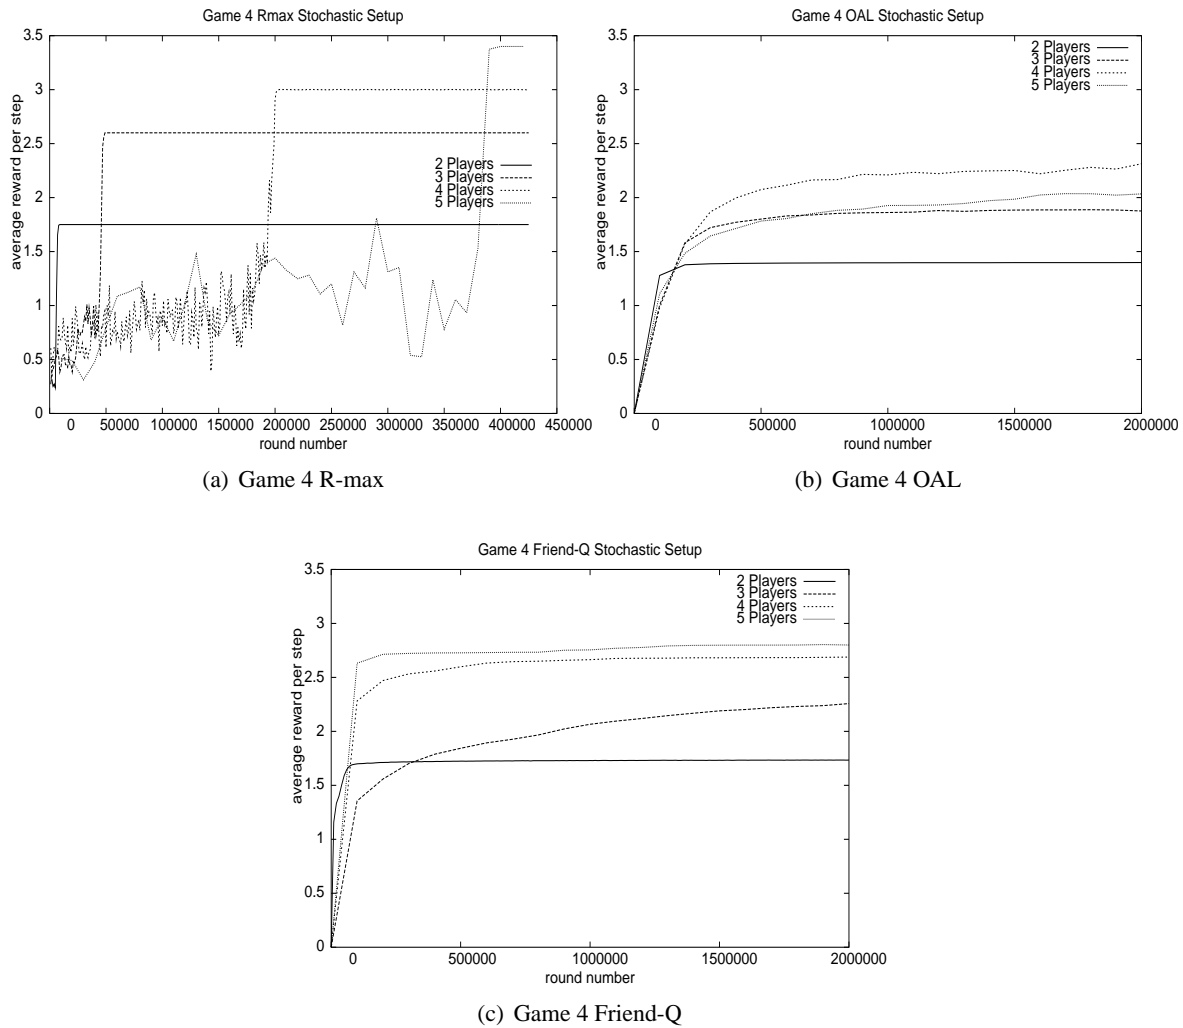 Game 4 Rmax Stochastic Setup
3.5
3
2.5
2
1.5
1
0.5
0
average reward per step
2 Players
3 Players
4 Players
5 Players
0 50000 100000 150000 200000 250000 300000 350000 400000 450000
round number
(a) Game 4 R-max
Game 4 OAL Stochastic Setup
3.5
3
2.5
2
1.5
1
0.5
0
average reward per step
2 Players
3 Players
4 Players
5 Players
0 500000 1000000 1500000 2000000
round number
(b) Game 4 OAL
Game 4 Friend-Q Stochastic Setup
3.5
3
2.5
2
1.5
1
0.5
0
average reward per step
2 Players
3 Players
4 Players
5 Players
0 500000 1000000 1500000 2000000
round number
(c) Game 4 Friend-Q